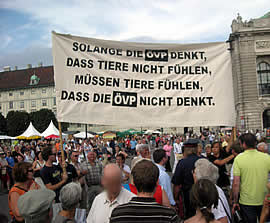 SOLANGE DIE ÖVP DENKT,
DASS TIERE NICHT FÜHLEN,
MÜSSEN TIERE FÜHLEN,
DASS DIE ÖVP NICHT DENKT.